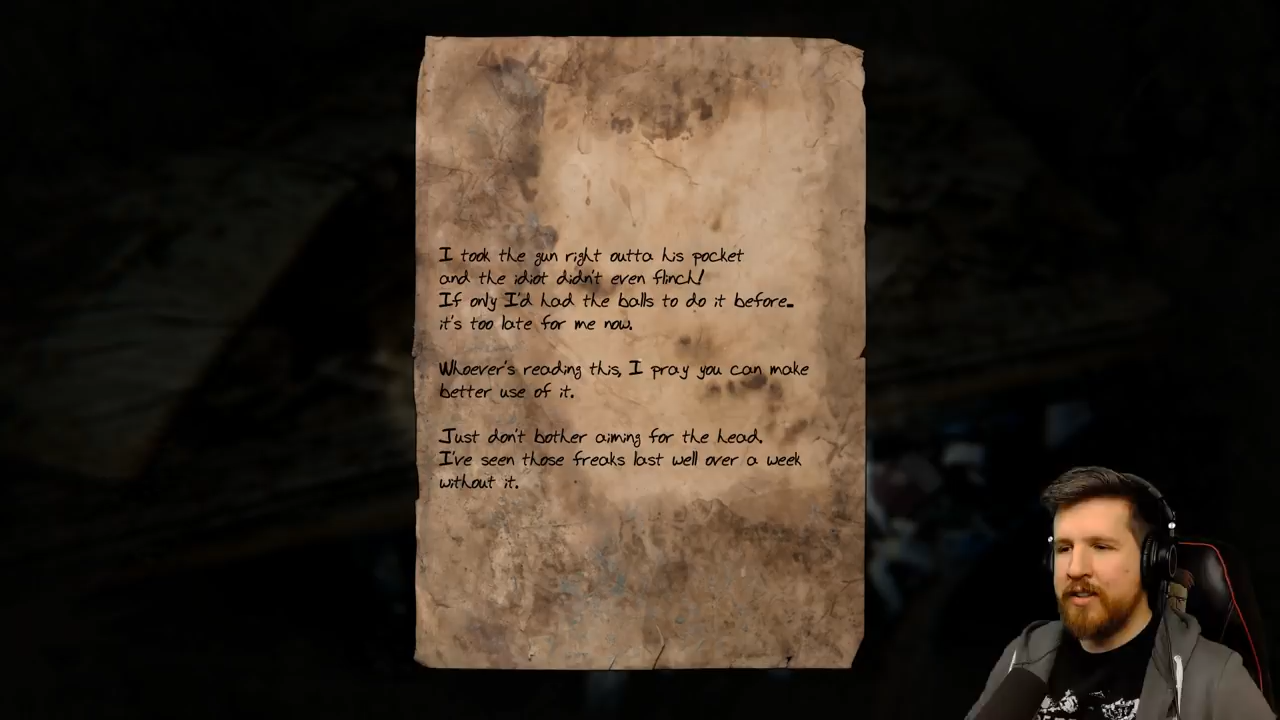 I took the gun right outta his pocket
and the idiot didn't even flinch!
If only I'd had the balls to do it before...
it's too late for me now.
Whoever's reading this, I pray you can make
better use of it.
Just don't bother aiming for the head.
I've seen those freaks last well over a week
without it.